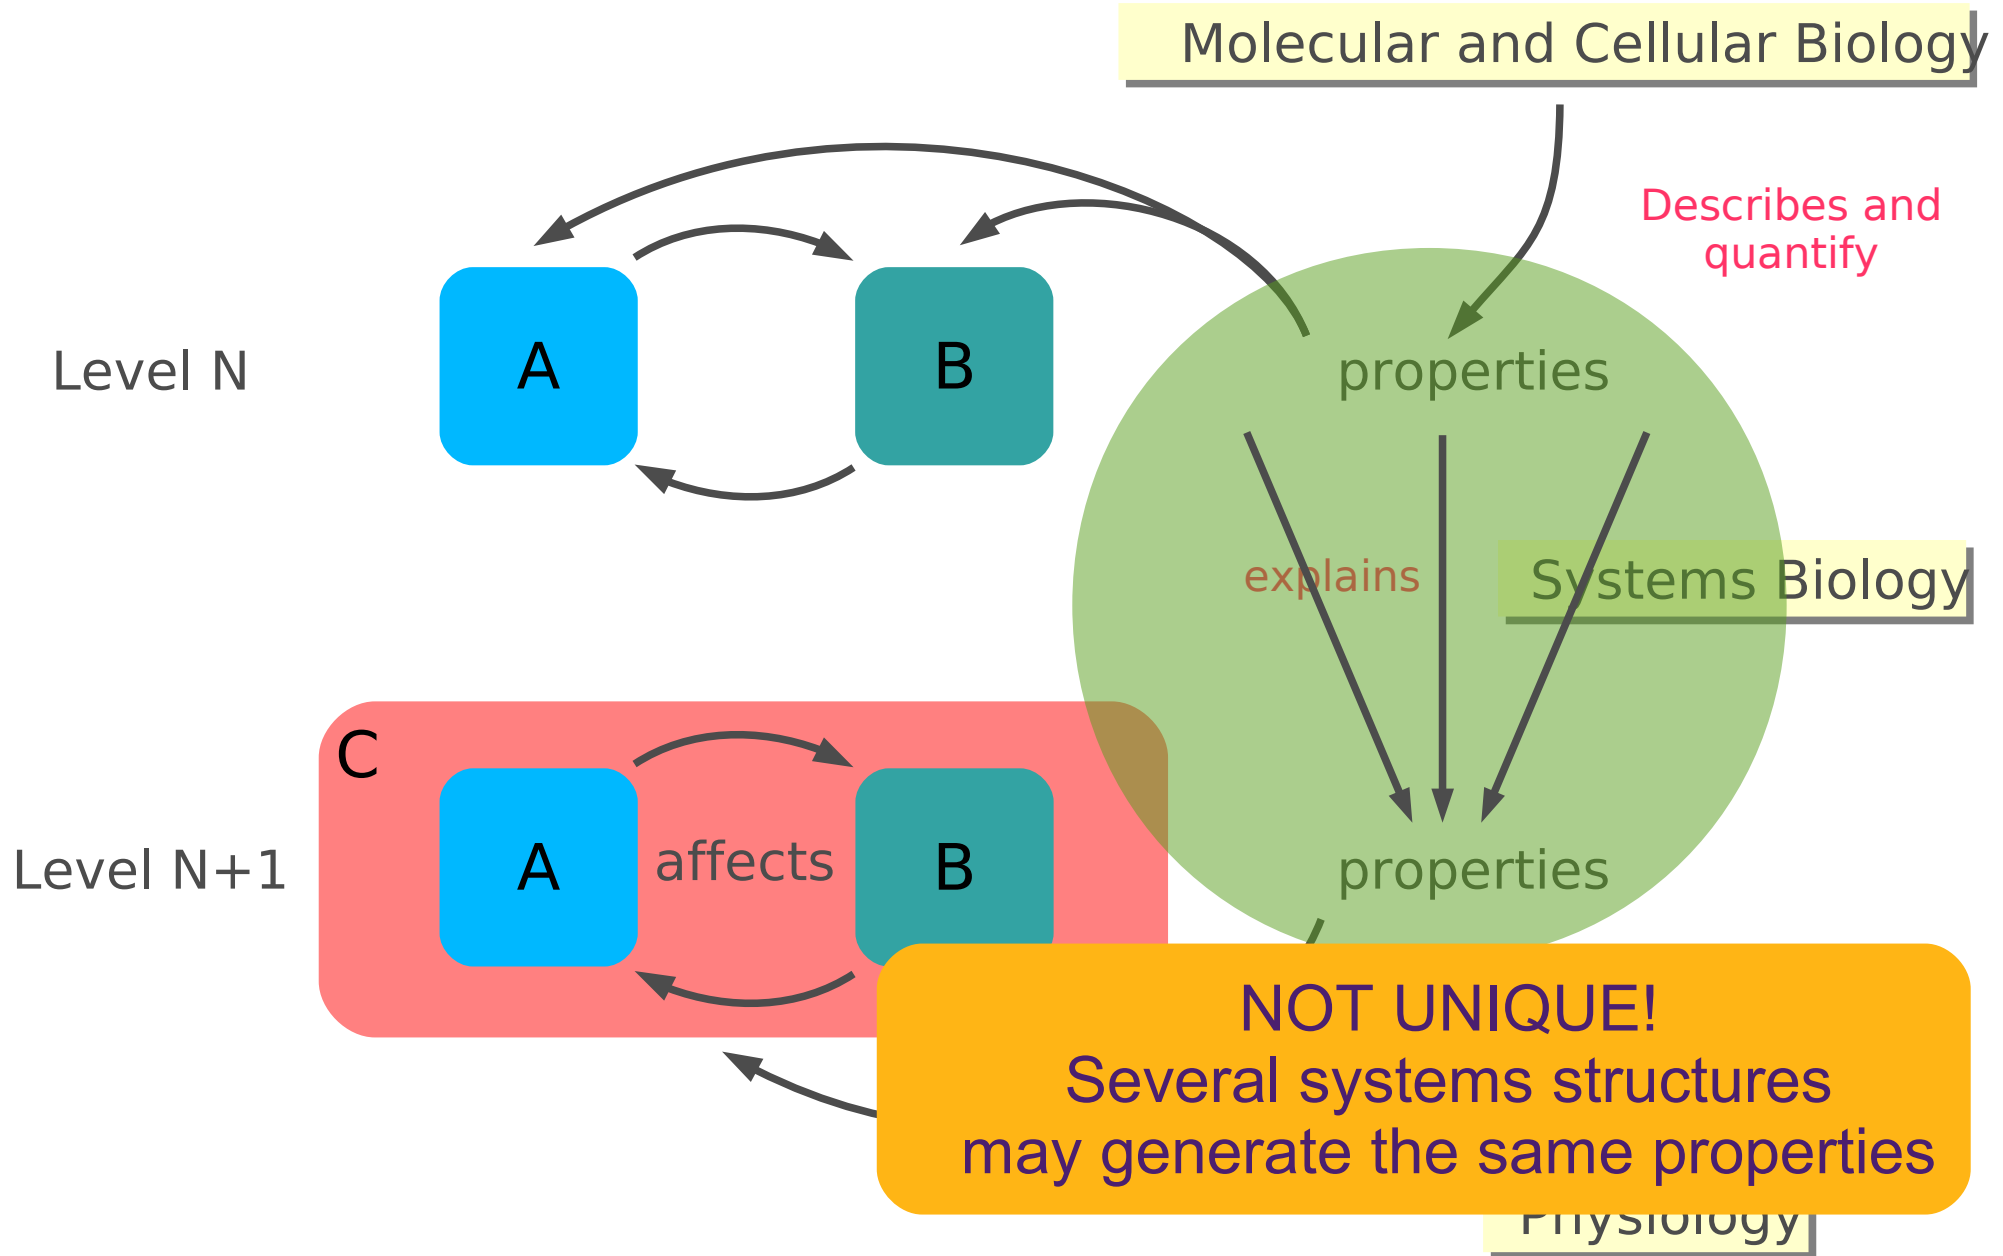 Molecular and Cellular Biology
Describes and
quantify
Level N
A
B
properties
explains
Systems Biology
C
Level N+1
A
affects
B
properties
NOT UNIQUE!
Several systems structures
may generate the same properties
Physiology